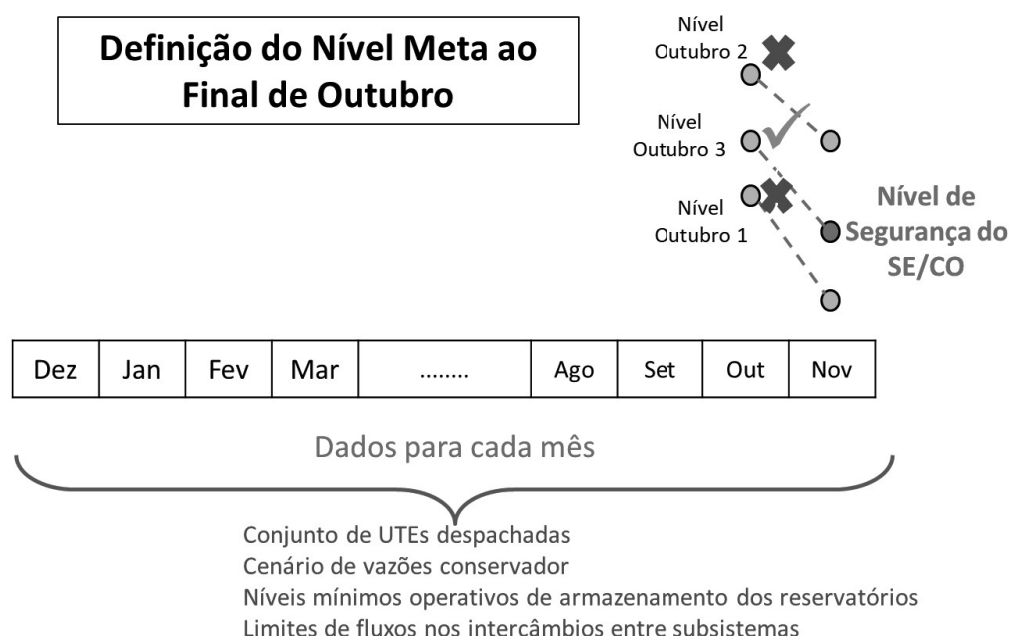 Definição do Nível Meta ao
Final de Outubro
Nível
Outubro 2
Nível
Outubro 3
Nível
Outubro 1
Nível de
Segurança do
SE/CO
Dez Jan Fev Mar ........ Ago Set Out Nov
Dados para cada mês
Conjunto de UTEs despachadas
Cenário de vazões conservador
Níveis mínimos operativos de armazenamento dos reservatórios
Limites de fluxos nos intercâmbios entre subsistemas